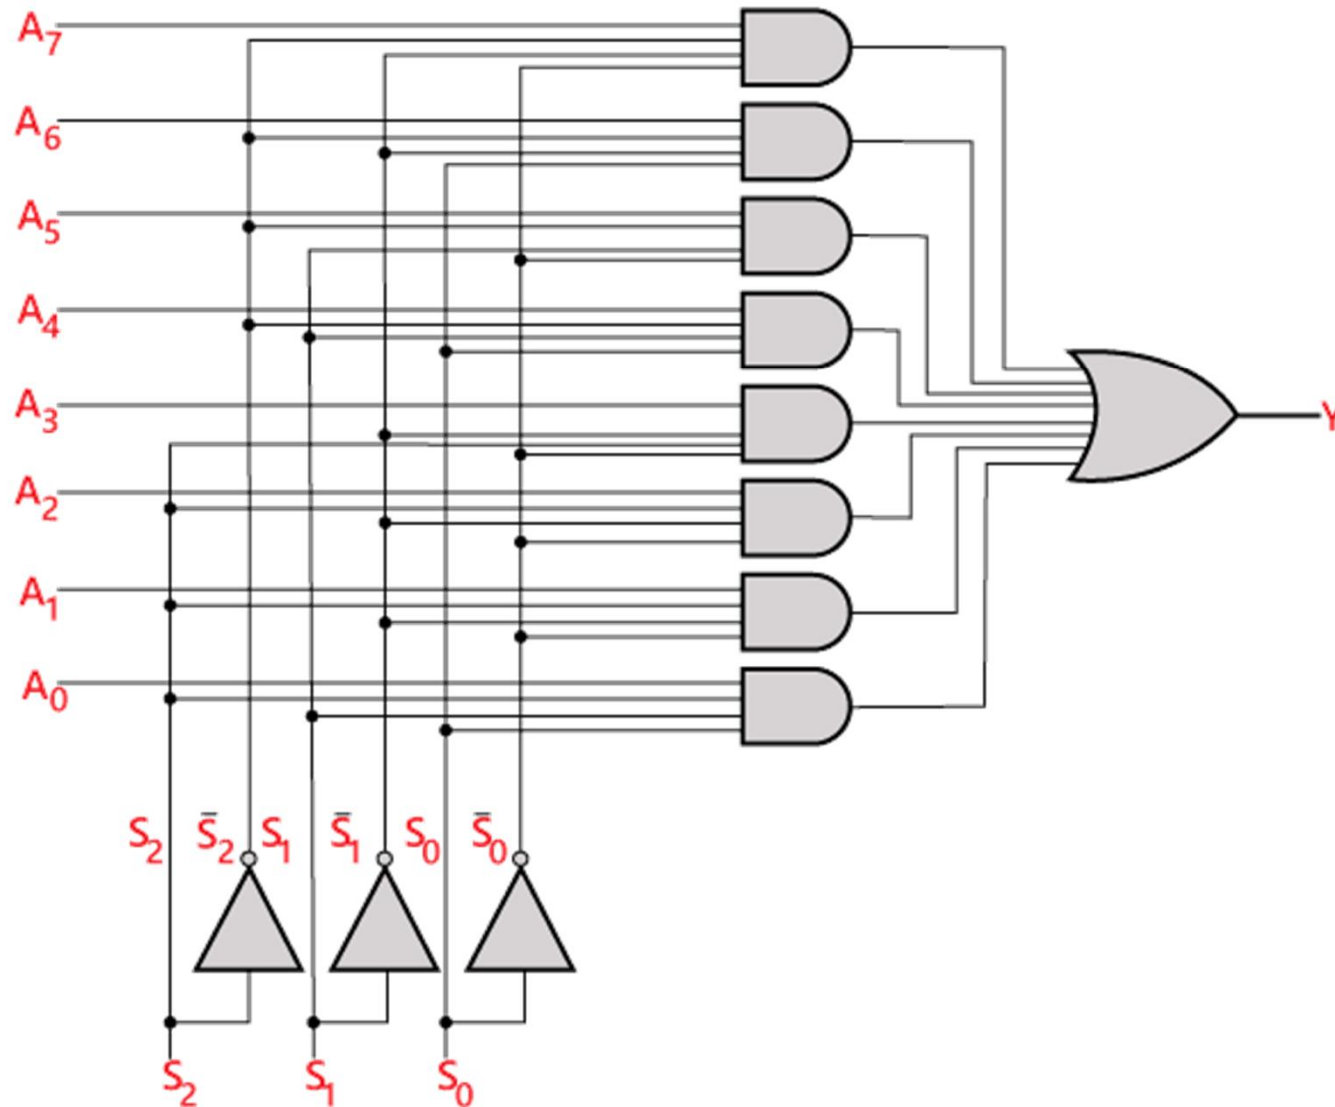 A₇
A₆
A₅
A₄
A₃
A₂
A₁
A₀
Y
S₂ S̄₂ S₁ S̄₁ S₀ S̄₀
S₂ S₁ S₀